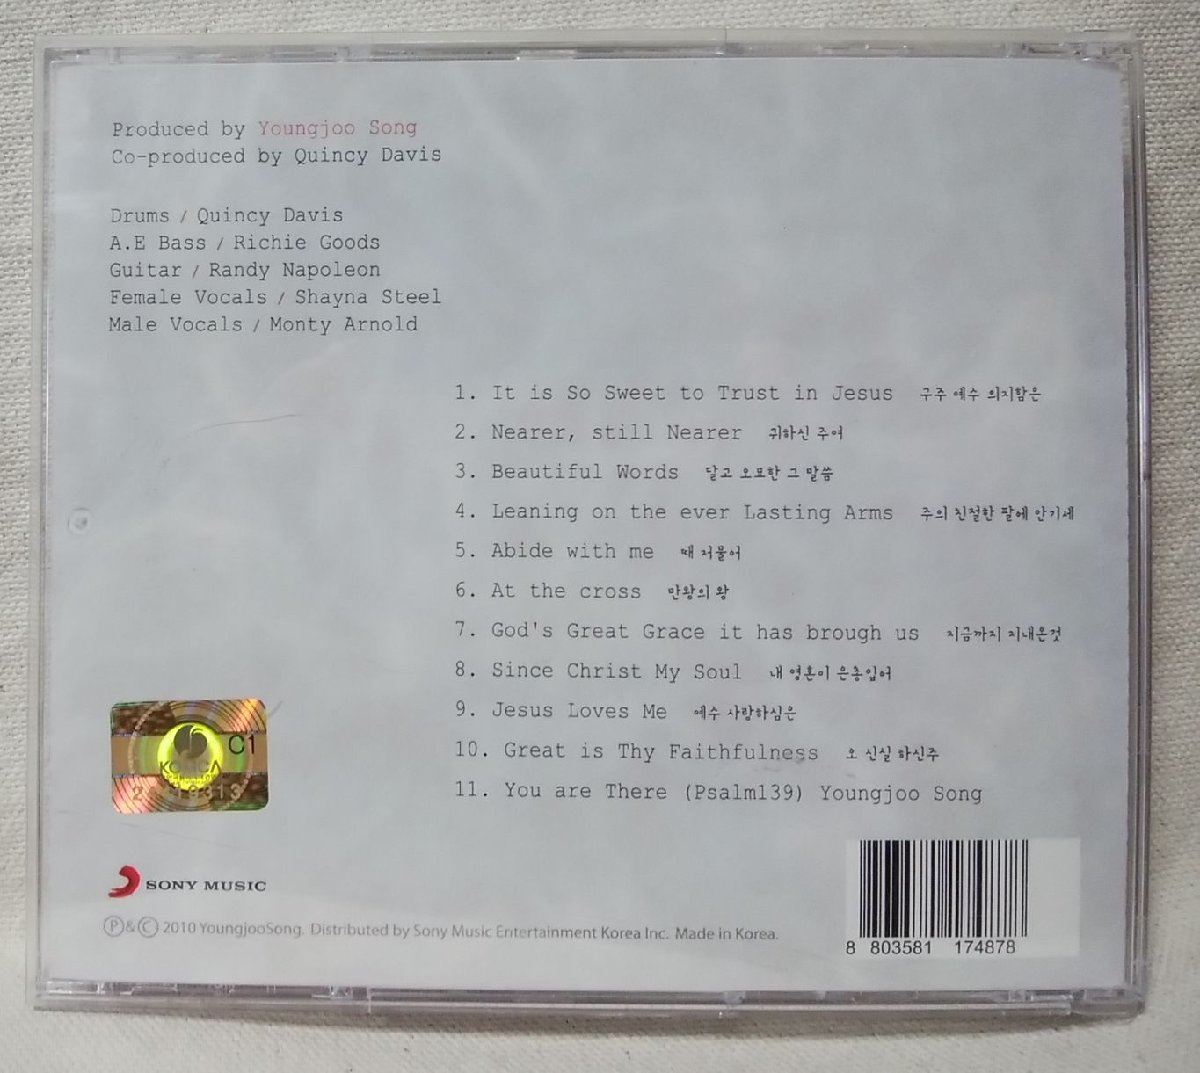 Produced by Youngjoo Song
Co-produced by Quincy Davis
Drums / Quincy Davis
A.E Bass / Richie Goods
Guitar / Randy Napoleon
Female Vocals / Shayna Steel
Male Vocals / Monty Arnold
1. It is So Sweet to Trust in Jesus 구주 예수 의지함은
2. Nearer, still Nearer 귀하신 주여
3. Beautiful Words 달고 오묘한 그 말씀
4. Leaning on the ever Lasting Arms 주의 친절한 팔에 안기세
5. Abide with me 때 저물어
6. At the cross 만왕의 왕
7. God's Great Grace it has brough us 지금까지 지내온것
8. Since Christ My Soul 내 영혼이 은총입어
9. Jesus Loves Me 예수 사랑하심은
10. Great is Thy Faithfulness 오 신실 하신주
11. You are There (Psalm139) Youngjoo Song
C1
SONY MUSIC
Ⓟ&Ⓒ 2010 YoungjooSong. Distributed by Sony Music Entertainment Korea Inc. Made in Korea.
8 803581 174878